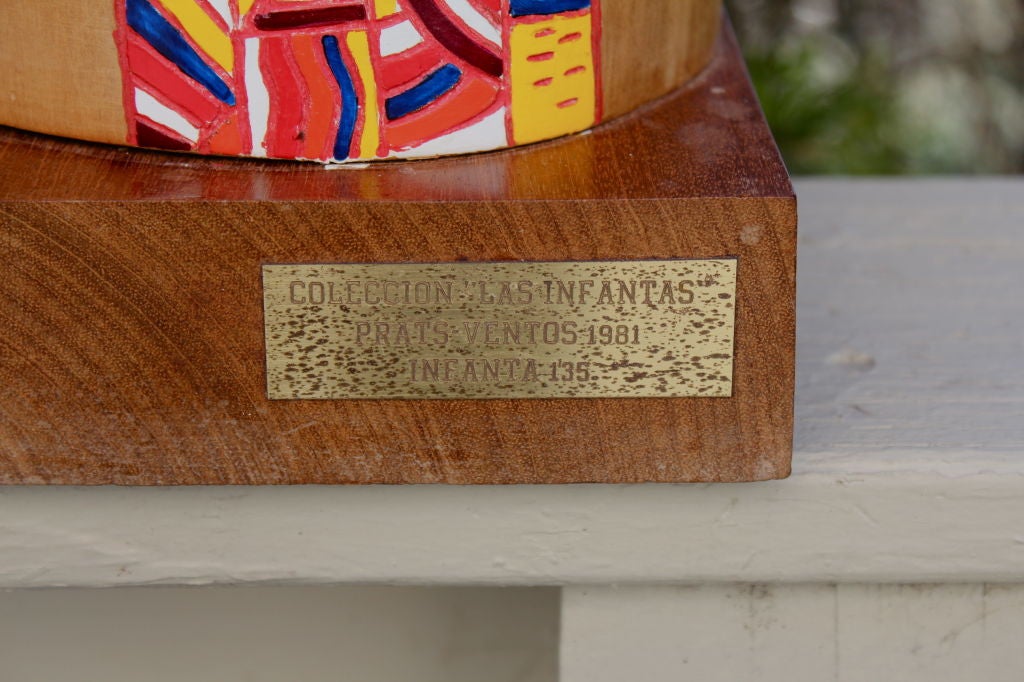 COLECCION "LAS INFANTAS"
PRATS-VENTOS 1981
INFANTA 135